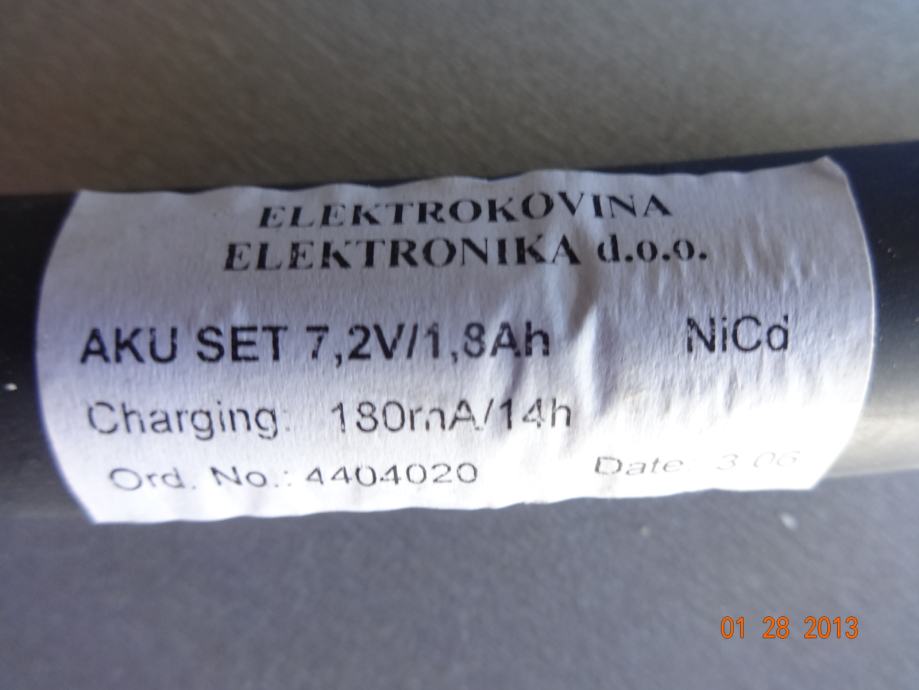 ELEKTROKOVINA
ELEKTRONIKA d.o.o.
AKU SET 7,2V/1,8Ah NiCd
Charging: 180mA/14h
Ord. No.: 4404020 Date: 3.06
01 28 2013